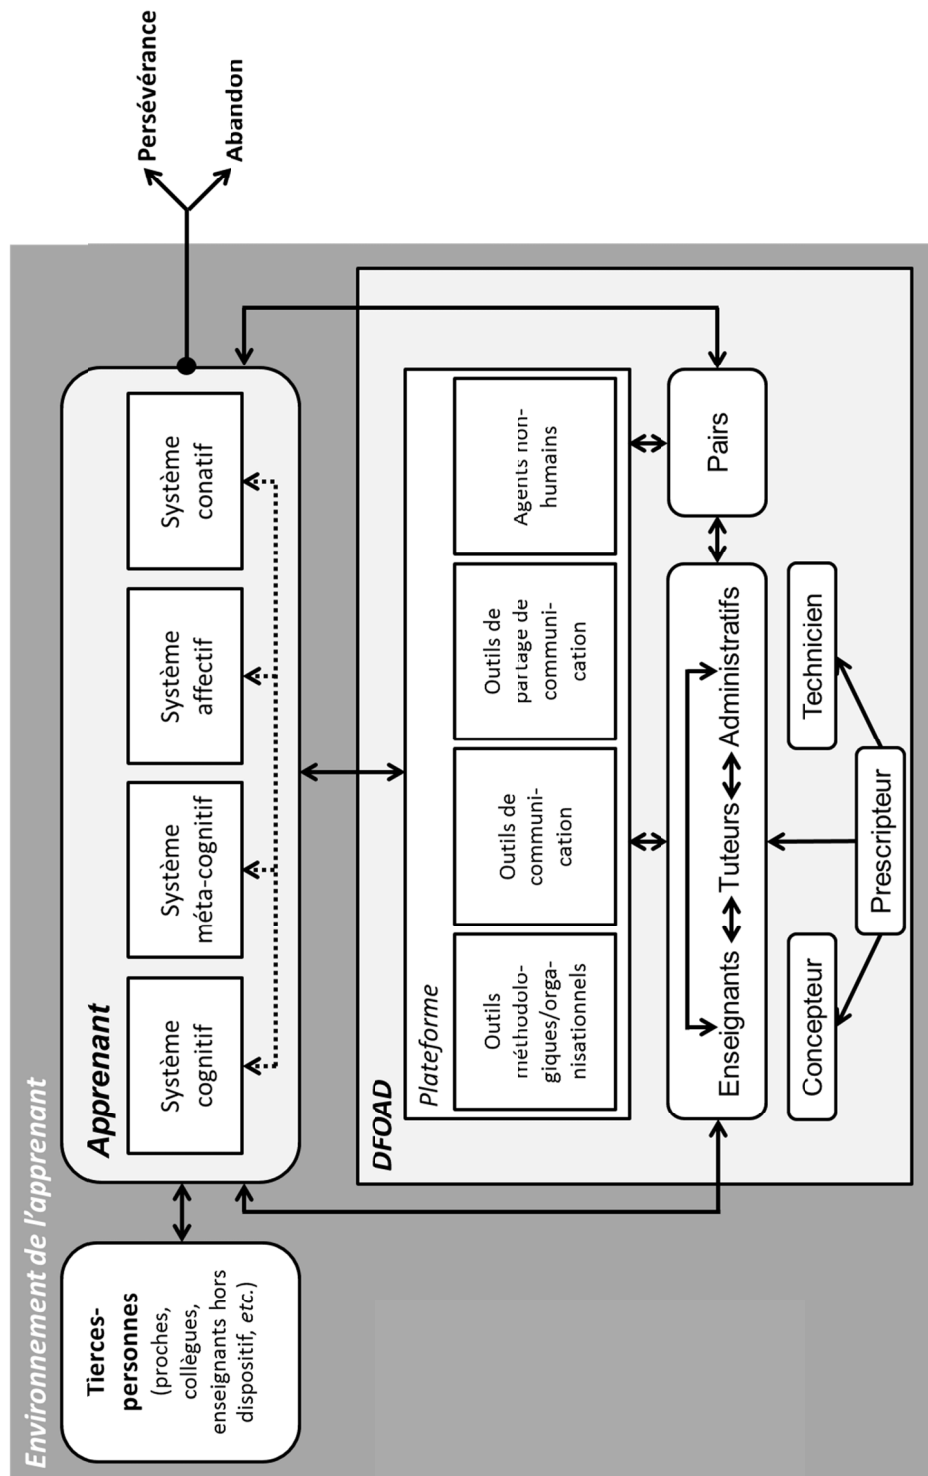 Environnement de l’apprenant
Tierces-
personnes
(proches,
collègues,
enseignants hors
dispositif, etc.)
Apprenant
Système
cognitif
Système
méta-cognitif
Système
affectif
Système
conatif
Persévérance
Abandon
DFOAD
Plateforme
Outils
méthodolo-
giques/orga-
nisationnels
Outils de
communi-
cation
Outils de
partage de
communi-
cation
Agents non-
humains
Enseignants
Tuteurs
Administratifs
Pairs
Concepteur
Technicien
Prescripteur